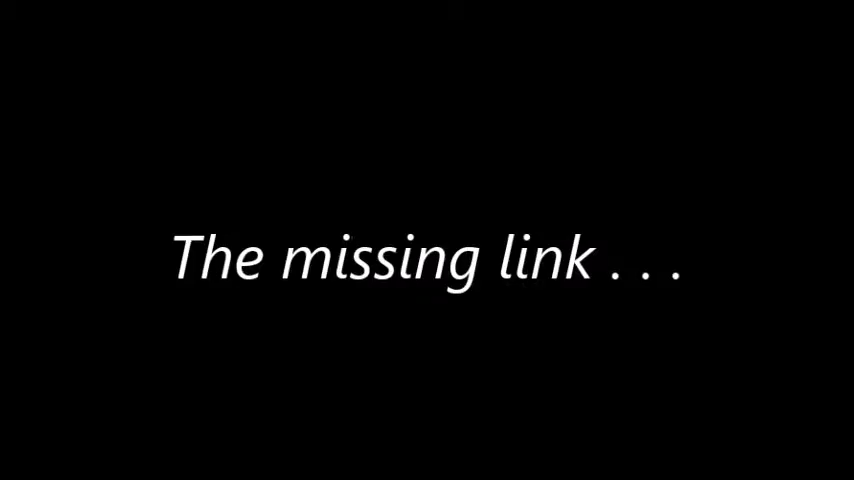 The missing link . . .